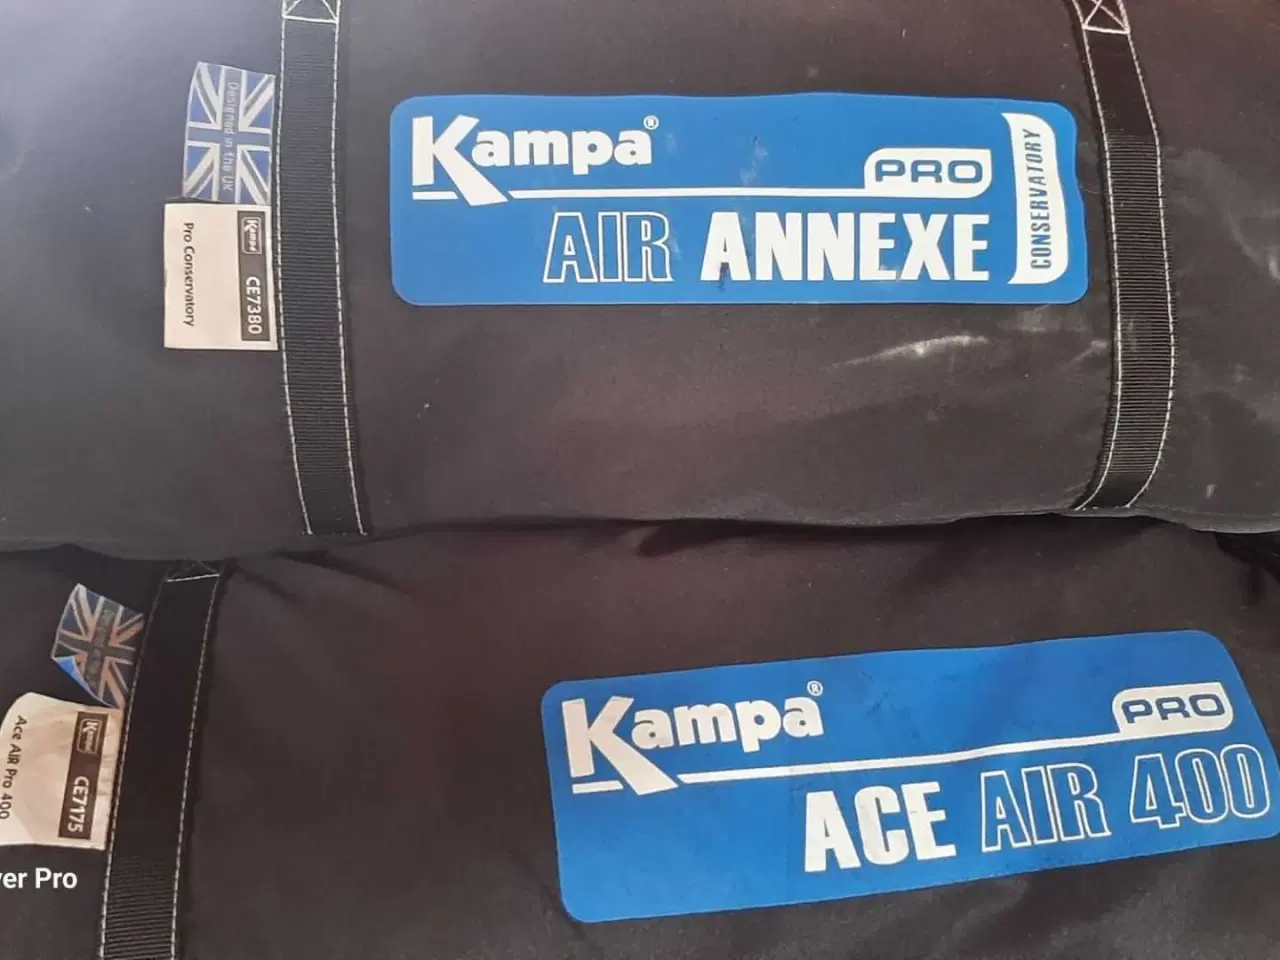 Designed in the UK
Kampa
CE7380
Pro Conservatory
Kampa®
PRO
AIR ANNEXE
CONSERVATORY
Kampa
CE7175
Ace AIR Pro 400
Kampa®
PRO
ACE AIR 400
Pro